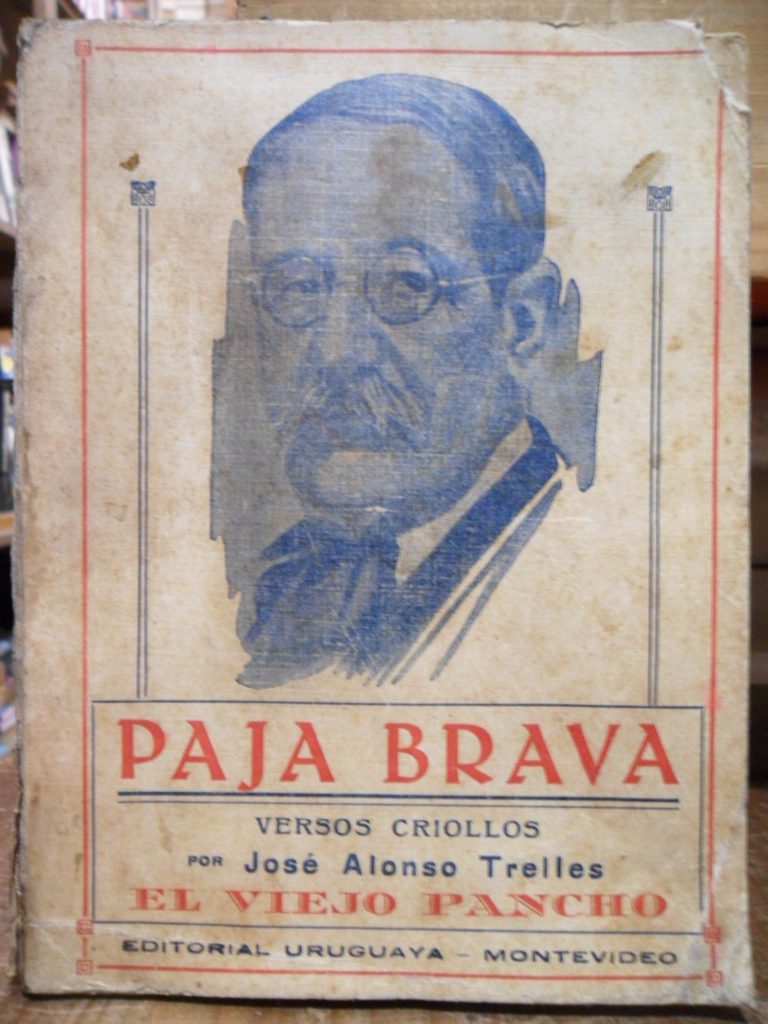 PAJA BRAVA
VERSOS CRIOLLOS
POR José Alonso Trelles
EL VIEJO PANCHO
EDITORIAL URUGUAYA - MONTEVIDEO